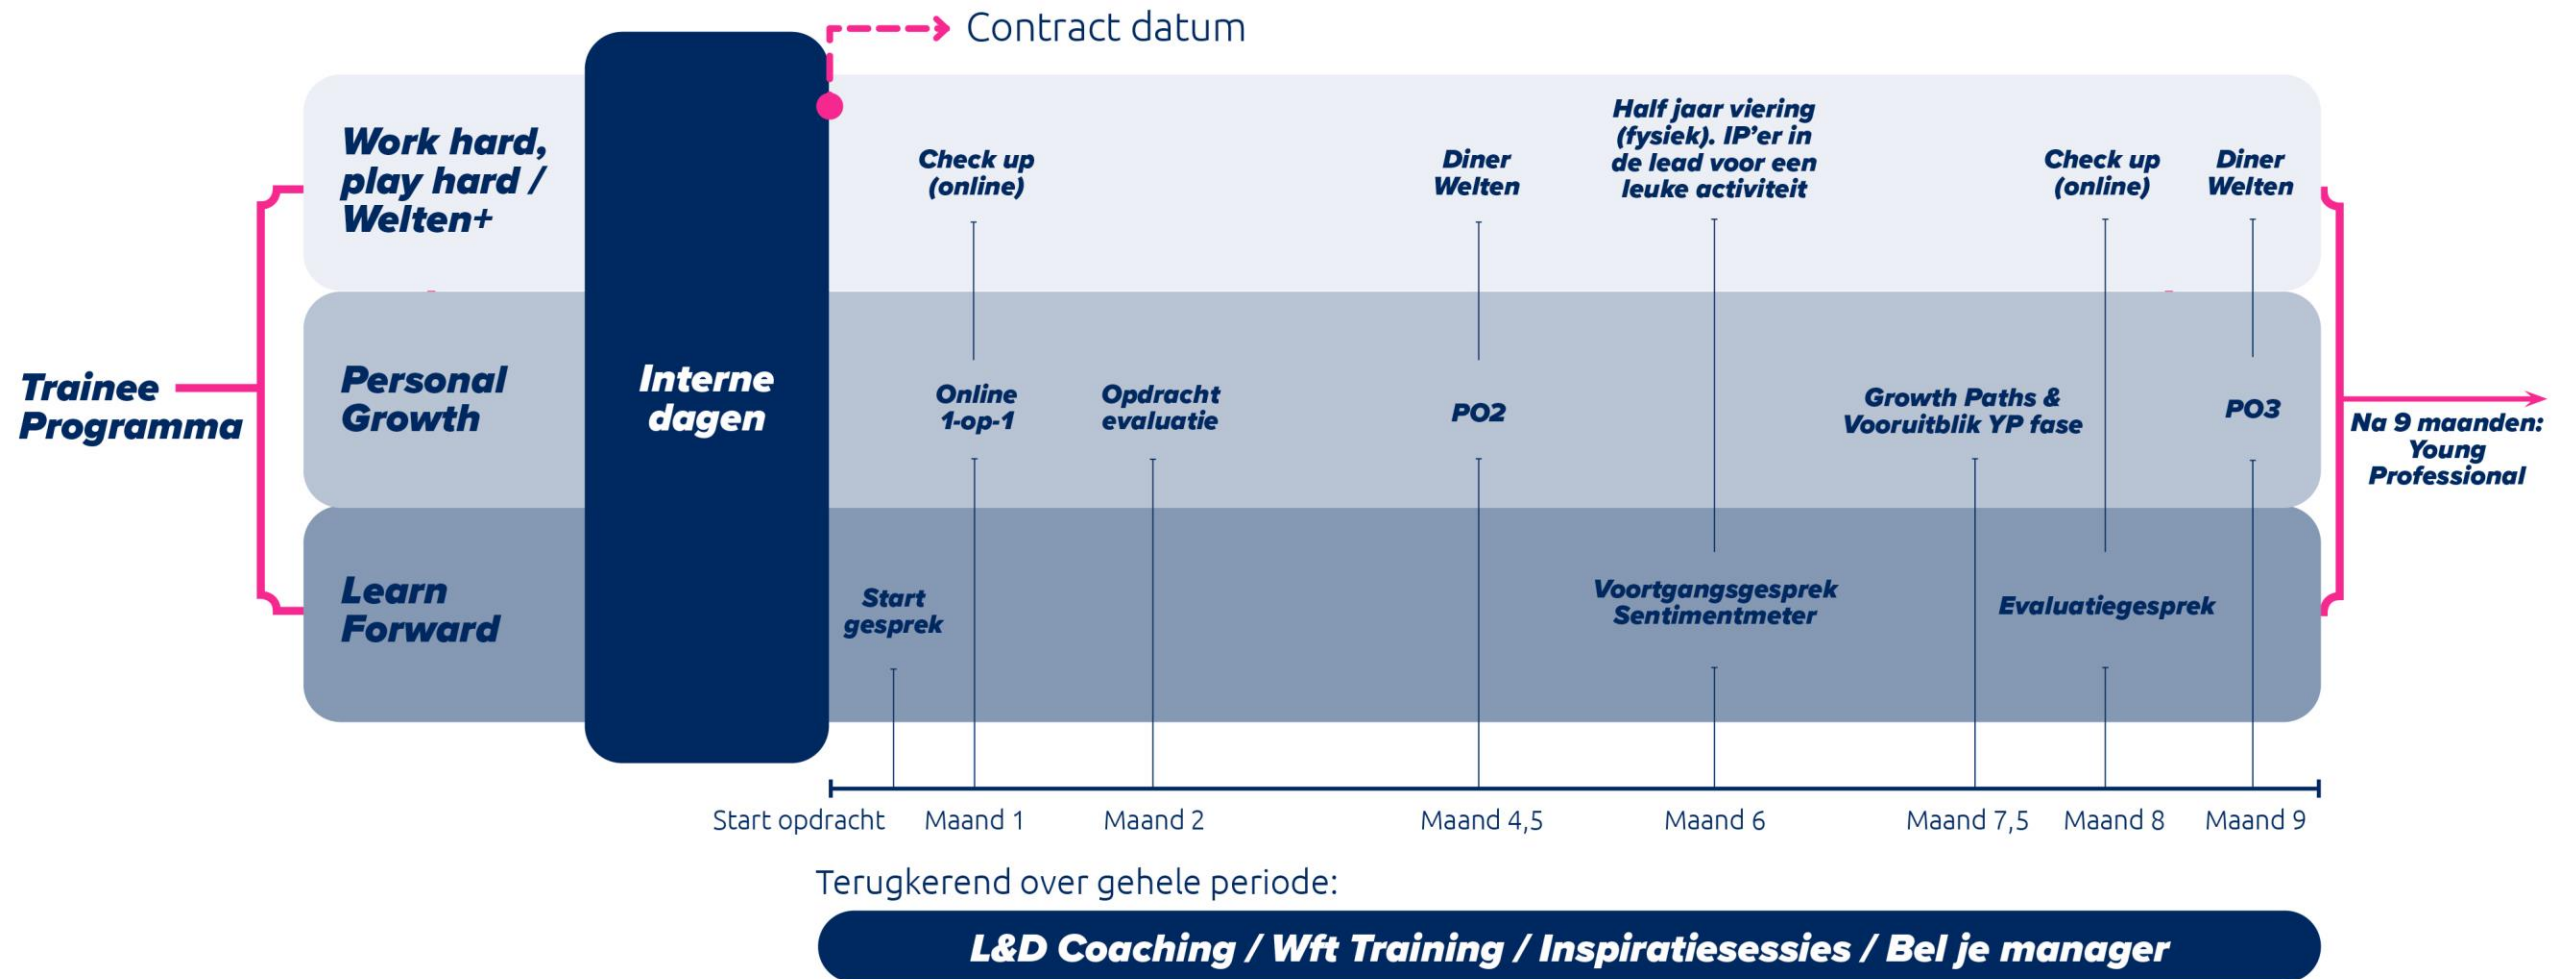 Contract datum
Work hard,
play hard /
Welten+
Check up
(online)
Diner
Welten
Half jaar viering
(fysiek). IP’er in
de lead voor een
leuke activiteit
Check up
(online)
Diner
Welten
Trainee
Programma
Personal
Growth
Interne
dagen
Online
1-op-1
Opdracht
evaluatie
PO2
Growth Paths &
Vooruitblik YP fase
PO3
Na 9 maanden:
Young
Professional
Learn
Forward
Start
gesprek
Voortgangsgesprek
Sentimentmeter
Evaluatiegesprek
Start opdracht
Maand 1
Maand 2
Maand 4,5
Maand 6
Maand 7,5
Maand 8
Maand 9
Terugkerend over gehele periode:
L&D Coaching / Wft Training / Inspiratiesessies / Bel je manager